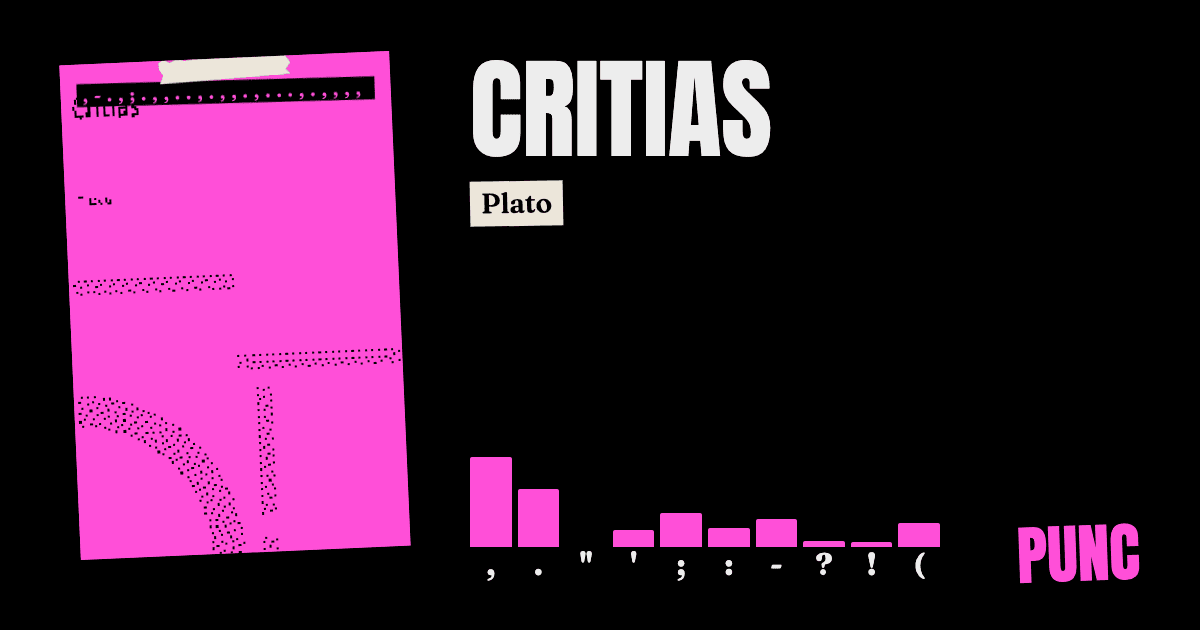 CRITIAS
Plato
, . " ' ; : - ? ! (
PUNC